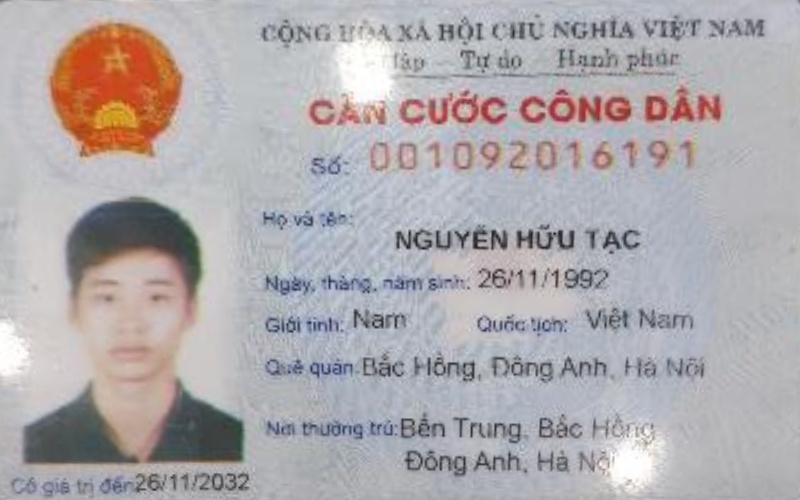 CỘNG HÒA XÃ HỘI CHỦ NGHĨA VIỆT NAM
lập - Tự do - Hạnh phúc
CĂN CƯỚC CÔNG DÂN
Số: 001092016191
Họ và tên:
NGUYỄN HỮU TẠC
Ngày, tháng, năm sinh: 26/11/1992
Giới tính: Nam Quốc tịch: Việt Nam
Quê quán: Bắc Hồng, Đông Anh, Hà Nội
Nơi thường trú: Bến Trung, Bắc Hồng
Đông Anh, Hà Nội
Có giá trị đến: 26/11/2032